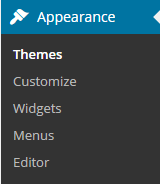 Appearance
Themes
Customize
Widgets
Menus
Editor